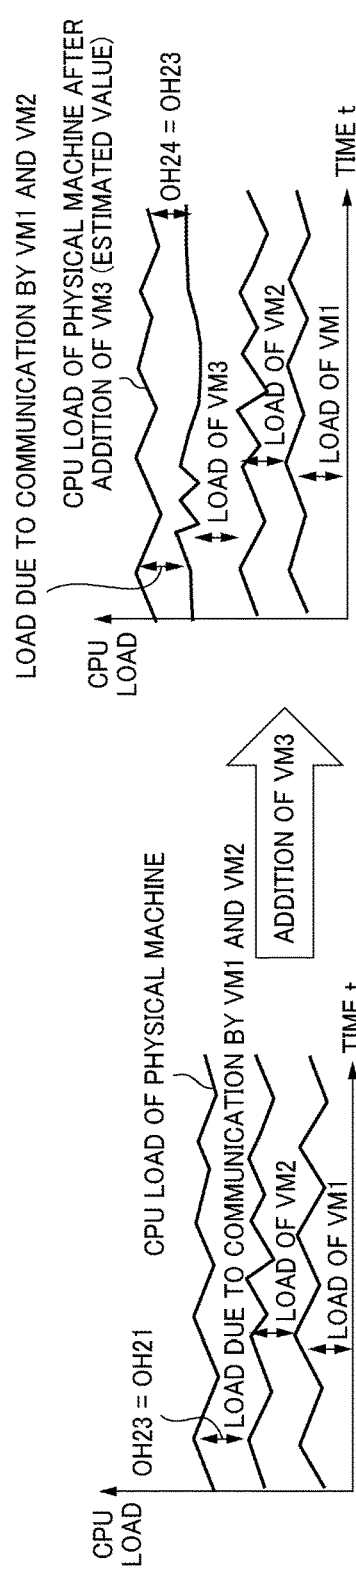 CPU
LOAD
OH23 = OH21
CPU LOAD OF PHYSICAL MACHINE
LOAD DUE TO COMMUNICATION BY VM1 AND VM2
LOAD OF VM2
LOAD OF VM1
TIME t
ADDITION OF VM3
LOAD DUE TO COMMUNICATION BY VM1 AND VM2
CPU LOAD OF PHYSICAL MACHINE AFTER
ADDITION OF VM3 (ESTIMATED VALUE)
CPU
LOAD
OH24 = OH23
LOAD OF VM3
LOAD OF VM2
LOAD OF VM1
TIME t